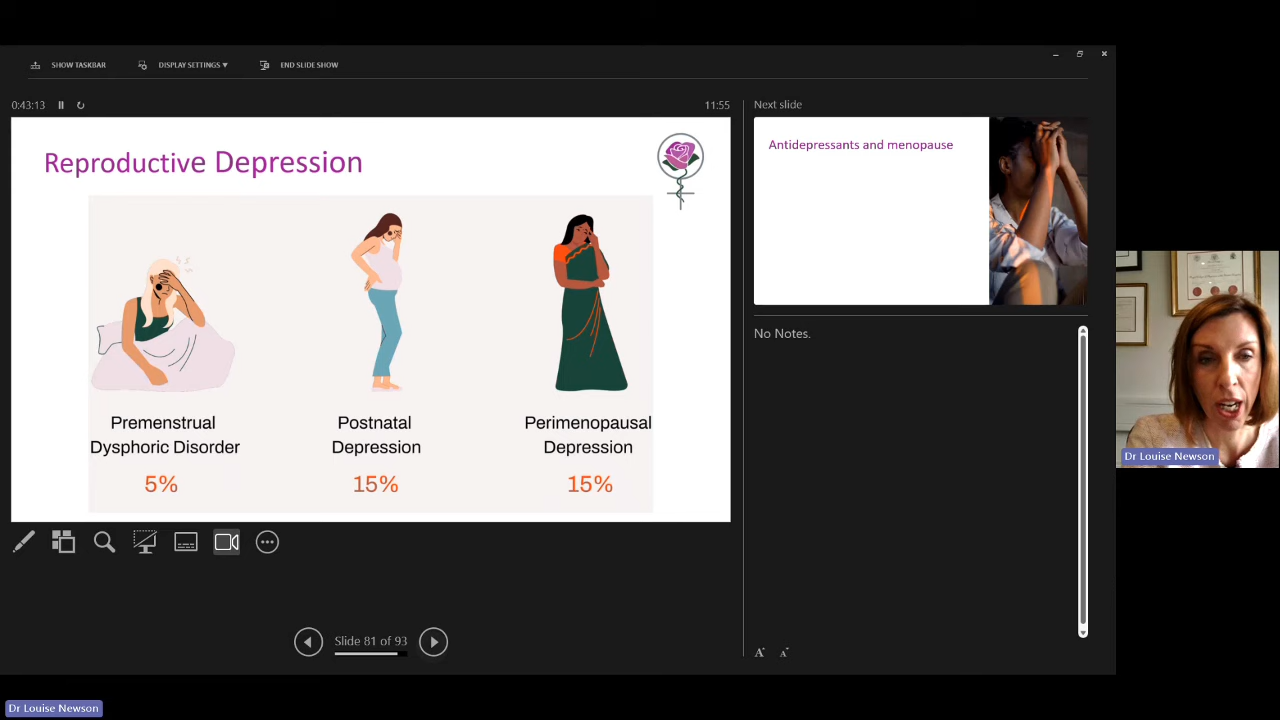 SHOW TASKBAR
DISPLAY SETTINGS ▾
END SLIDE SHOW
0:43:13
11:55
Next slide
Reproductive Depression
Antidepressants and menopause
No Notes.
Premenstrual
Dysphoric Disorder
5%
Postnatal
Depression
15%
Perimenopausal
Depression
15%
Dr Louise Newson
Slide 81 of 93
A
A
Dr Louise Newson